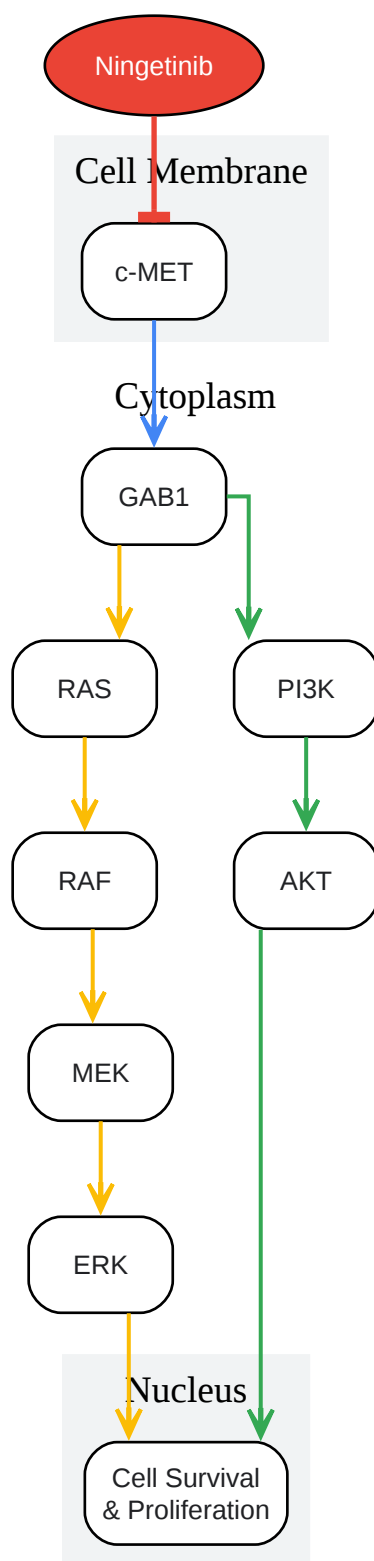 Ningetinib
Cell Membrane
c-MET
Cytoplasm
GAB1
RAS
PI3K
RAF
AKT
MEK
ERK
Nucleus
Cell Survival
& Proliferation